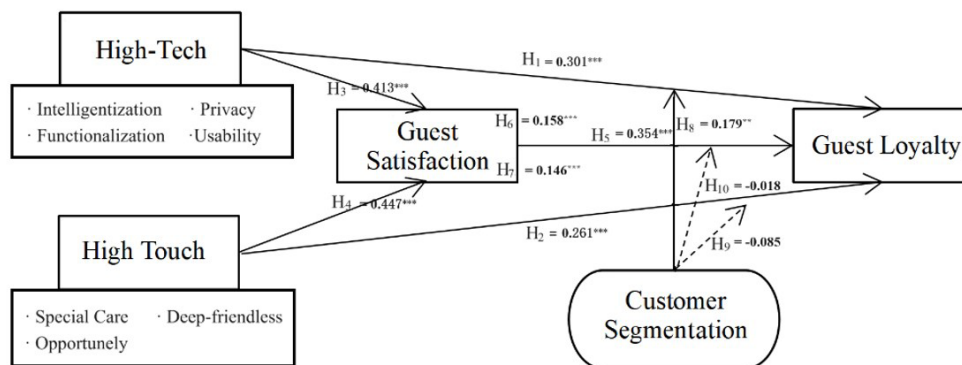 High-Tech
· Intelligentization · Privacy
· Functionalization · Usability
H1 = 0.301***
H3 = 0.413***
Guest
Satisfaction
H6 = 0.158***
H5 = 0.354***
H8 = 0.179**
H7 = 0.146***
Guest Loyalty
H4 = 0.447***
H10 = -0.018
High Touch
H2 = 0.261***
H9 = -0.085
· Special Care · Deep-friendless
· Opportunely
Customer
Segmentation